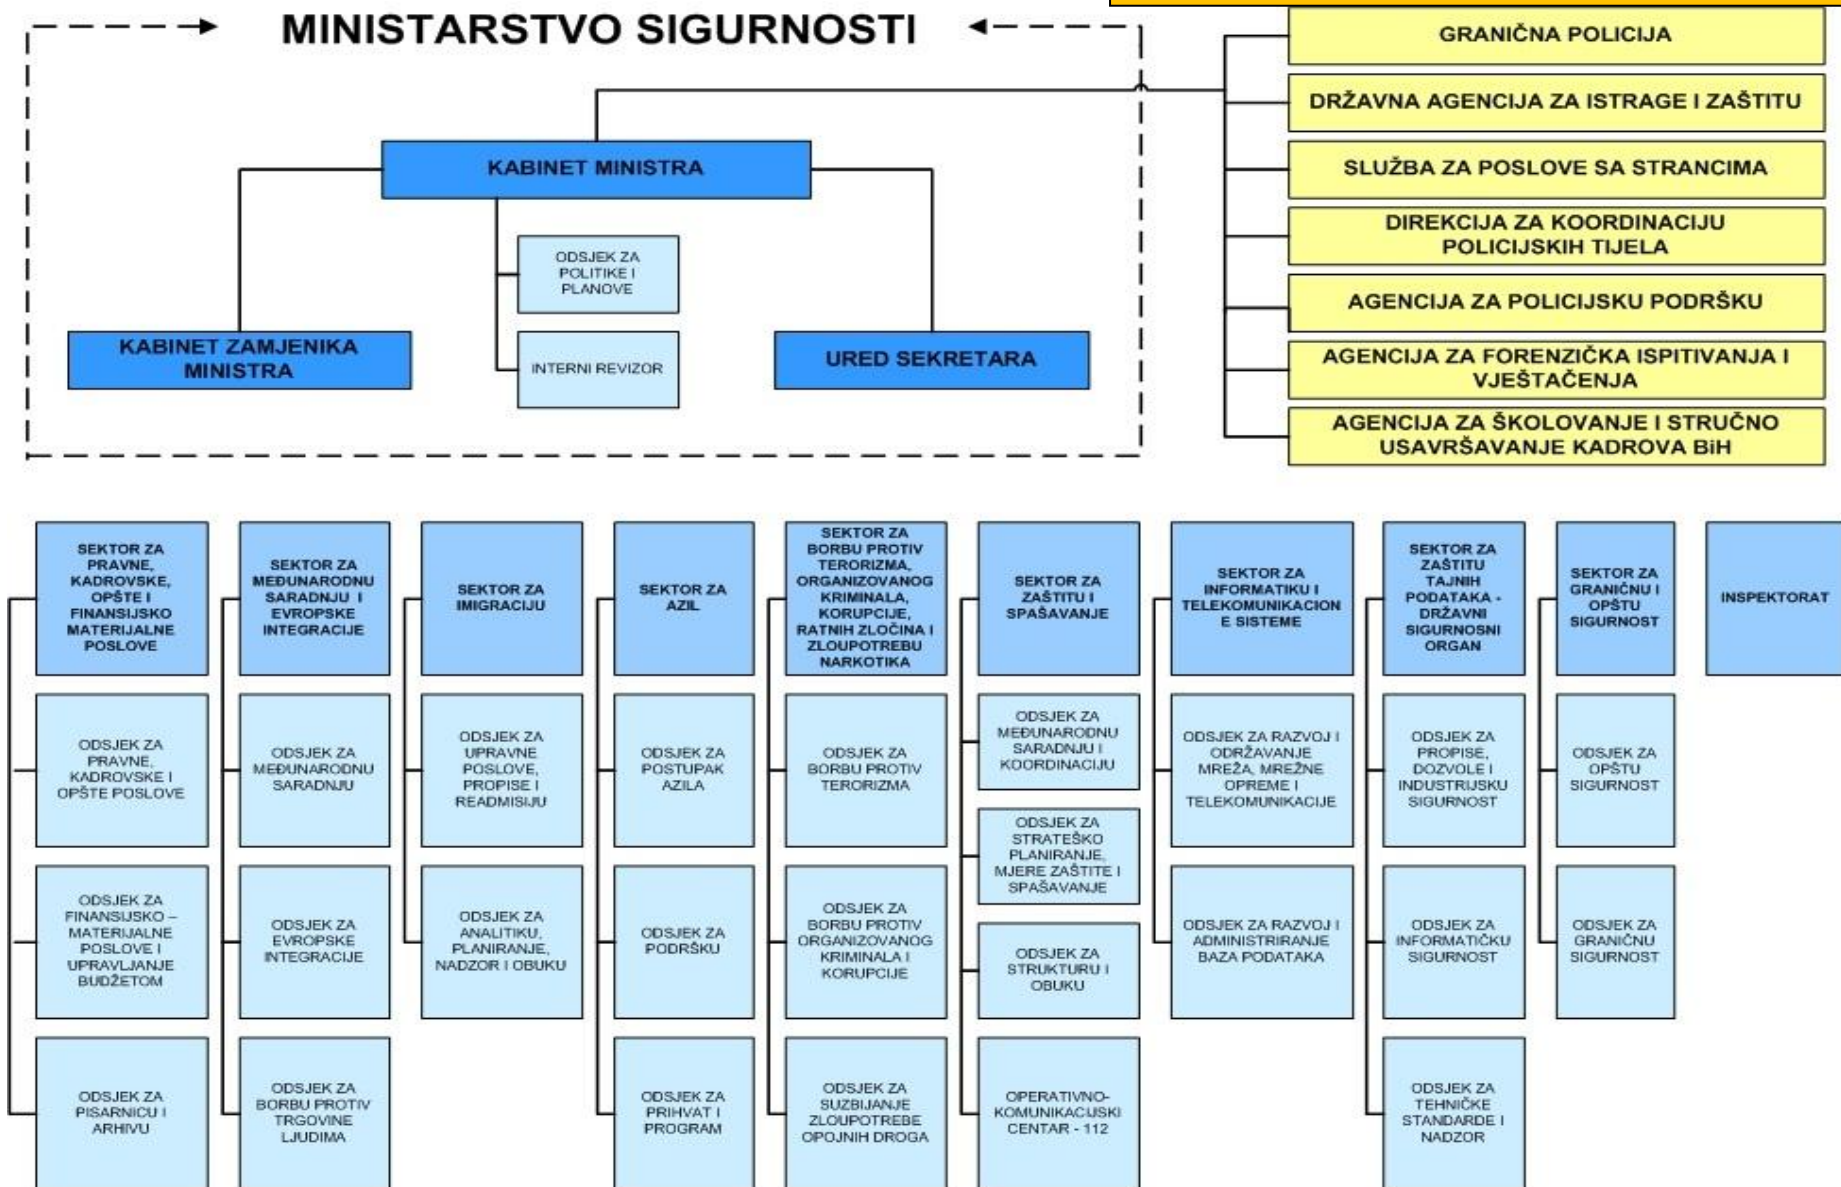 MINISTARSTVO SIGURNOSTI
KABINET MINISTRA
ODSJEK ZA
POLITIKE I
PLANOVE
INTERNI REVIZOR
KABINET ZAMJENIKA
MINISTRA
URED SEKRETARA
GRANIČNA POLICIJA
DRŽAVNA AGENCIJA ZA ISTRAGE I ZAŠTITU
SLUŽBA ZA POSLOVE SA STRANCIMA
DIREKCIJA ZA KOORDINACIJU
POLICIJSKIH TIJELA
AGENCIJA ZA POLICIJSKU PODRŠKU
AGENCIJA ZA FORENZIČKA ISPITIVANJA I
VJEŠTAČENJA
AGENCIJA ZA ŠKOLOVANJE I STRUČNO
USAVRŠAVANJE KADROVA BiH
SEKTOR ZA
PRAVNE,
KADROVSKE,
OPŠTE I
FINANSIJSKO
MATERIJALNE
POSLOVE
ODSJEK ZA
PRAVNE,
KADROVSKE I
OPŠTE POSLOVE
ODSJEK ZA
FINANSIJSKO –
MATERIJALNE
POSLOVE I
UPRAVLJANJE
BUDŽETOM
ODSJEK ZA
PISARNICU I
ARHIVU
SEKTOR ZA
MEĐUNARODNU
SARADNJU I
EVROPSKE
INTEGRACIJE
ODSJEK ZA
MEĐUNARODNU
SARADNJU
ODSJEK ZA
EVROPSKE
INTEGRACIJE
ODSJEK ZA
BORBU PROTIV
TRGOVINE
LJUDIMA
SEKTOR ZA
IMIGRACIJU
ODSJEK ZA
UPRAVNE
POSLOVE,
PROPISE I
READMISIJU
ODSJEK ZA
ANALITIKU,
PLANIRANJE,
NADZOR I OBUKU
SEKTOR ZA
AZIL
ODSJEK ZA
POSTUPAK
AZILA
ODSJEK ZA
PODRŠKU
ODSJEK ZA
PRIHVAT I
PROGRAM
SEKTOR ZA
BORBU PROTIV
TERORIZMA,
ORGANIZOVANOG
KRIMINALA,
KORUPCIJE,
RATNIH ZLOČINA I
ZLOUPOTREBU
NARKOTIKA
ODSJEK ZA
BORBU PROTIV
TERORIZMA
ODSJEK ZA
BORBU PROTIV
ORGANIZOVANOG
KRIMINALA I
KORUPCIJE
ODSJEK ZA
SUZBIJANJE
ZLOUPOTREBE
OPOJNIH DROGA
SEKTOR ZA
ZAŠTITU I
SPAŠAVANJE
ODSJEK ZA
MEĐUNARODNU
SARADNJU I
KOORDINACIJU
ODSJEK ZA
STRATEŠKO
PLANIRANJE,
MJERE ZAŠTITE I
SPAŠAVANJE
ODSJEK ZA
STRUKTURU I
OBUKU
OPERATIVNO-
KOMUNIKACIJSKI
CENTAR - 112
SEKTOR ZA
INFORMATIKU I
TELEKOMUNIKACION
E SISTEME
ODSJEK ZA RAZVOJ I
ODRŽAVANJE
MREŽA, MREŽNE
OPREME I
TELEKOMUNIKACIJE
ODSJEK ZA RAZVOJ I
ADMINISTRIRANJE
BAZA PODATAKA
SEKTOR ZA
ZAŠTITU
TAJNIH
PODATAKA -
DRŽAVNI
SIGURNOSNI
ORGAN
ODSJEK ZA
PROPISE,
DOZVOLE I
INDUSTRIJSKU
SIGURNOST
ODSJEK ZA
INFORMATIČKU
SIGURNOST
ODSJEK ZA
TEHNIČKE
STANDARDE I
NADZOR
SEKTOR ZA
GRANIČNU I
OPŠTU
SIGURNOST
ODSJEK ZA
OPŠTU
SIGURNOST
ODSJEK ZA
GRANIČNU
SIGURNOST
INSPEKTORAT